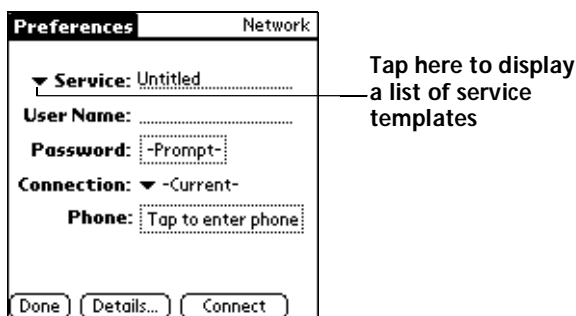 Preferences Network
Service: Untitled
User Name:
Password: -Prompt-
Connection: -Current-
Phone: Tap to enter phone
Done Details... Connect
Tap here to display
a list of service
templates